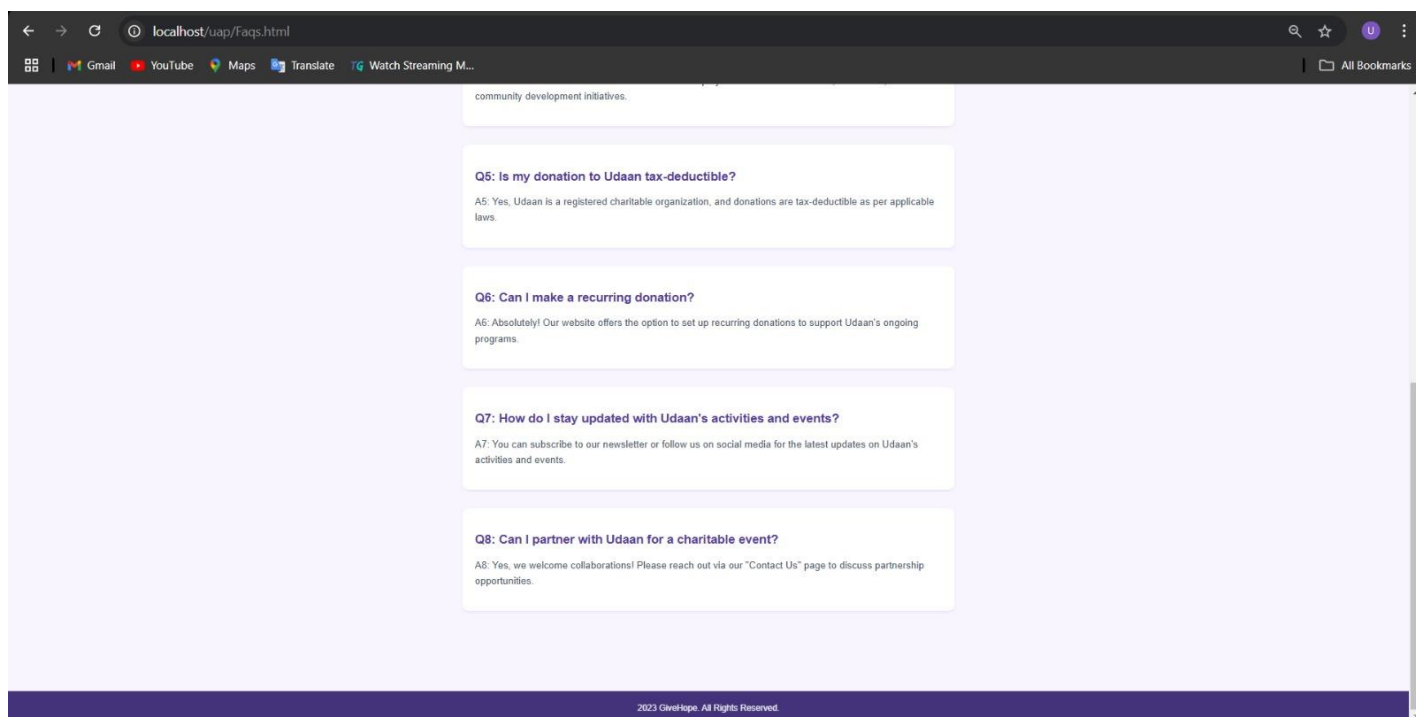 localhost/uap/Faqs.html
U
Gmail YouTube Maps Translate TG Watch Streaming M... All Bookmarks
community development initiatives.
Q5: Is my donation to Udaan tax-deductible?
A5: Yes, Udaan is a registered charitable organization, and donations are tax-deductible as per applicable
laws.
Q6: Can I make a recurring donation?
A6: Absolutely! Our website offers the option to set up recurring donations to support Udaan's ongoing
programs.
Q7: How do I stay updated with Udaan's activities and events?
A7: You can subscribe to our newsletter or follow us on social media for the latest updates on Udaan's
activities and events.
Q8: Can I partner with Udaan for a charitable event?
A8: Yes, we welcome collaborations! Please reach out via our "Contact Us" page to discuss partnership
opportunities.
2023 GiveHope. All Rights Reserved.